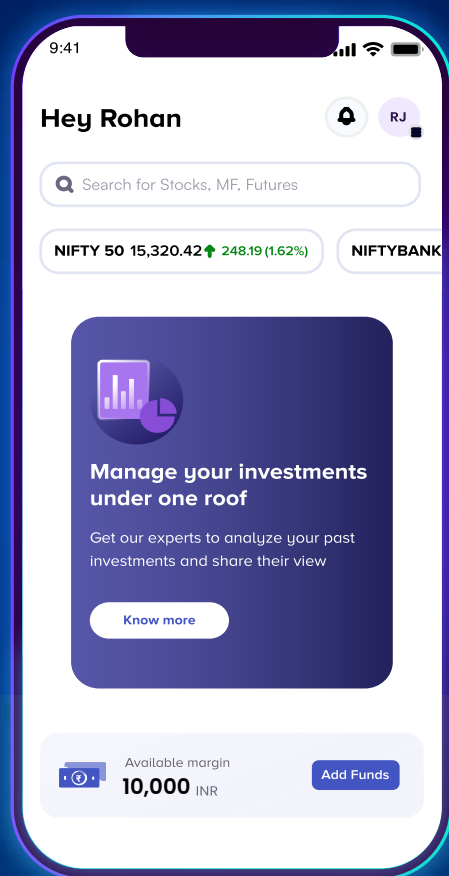 9:41
Hey Rohan
RJ
Search for Stocks, MF, Futures
NIFTY 50 15,320.42 248.19 (1.62%)
NIFTYBANK
Manage your investments
under one roof
Get our experts to analyze your past
investments and share their view
Know more
Available margin
₹
10,000 INR
Add Funds